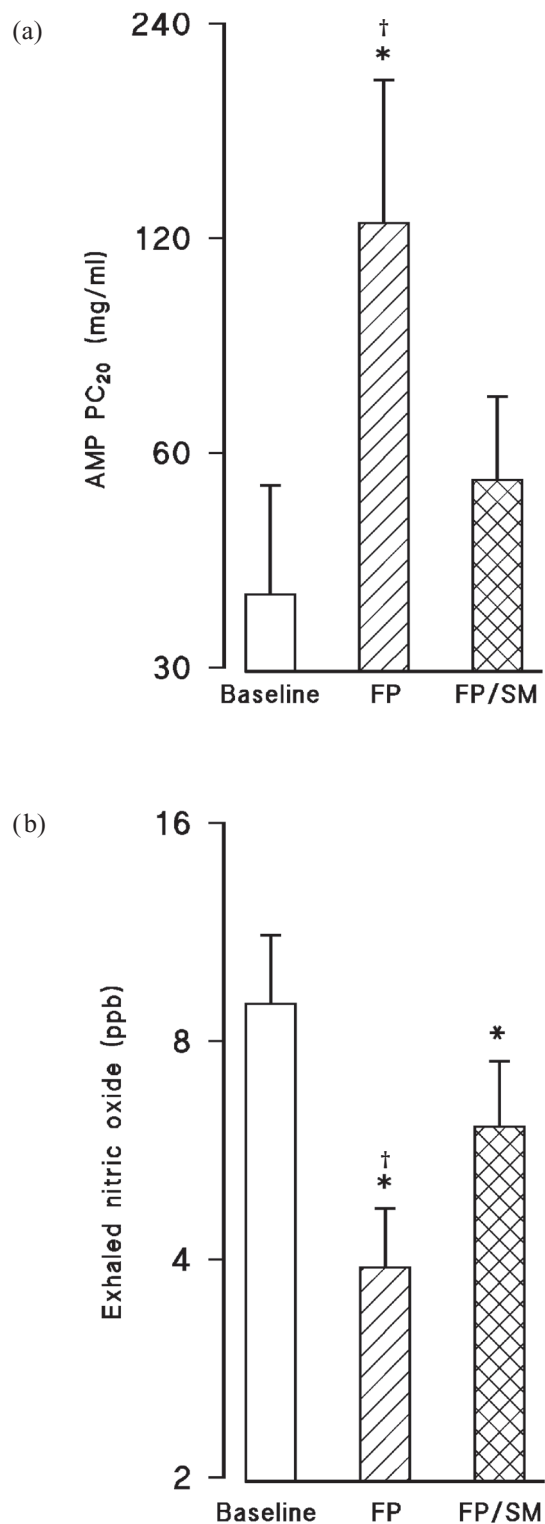 (a)
240
†
*
120
60
30
AMP PC₂₀ (mg/ml)
Baseline FP FP/SM
(b)
16
8
*
†
*
4
2
Exhaled nitric oxide (ppb)
Baseline FP FP/SM